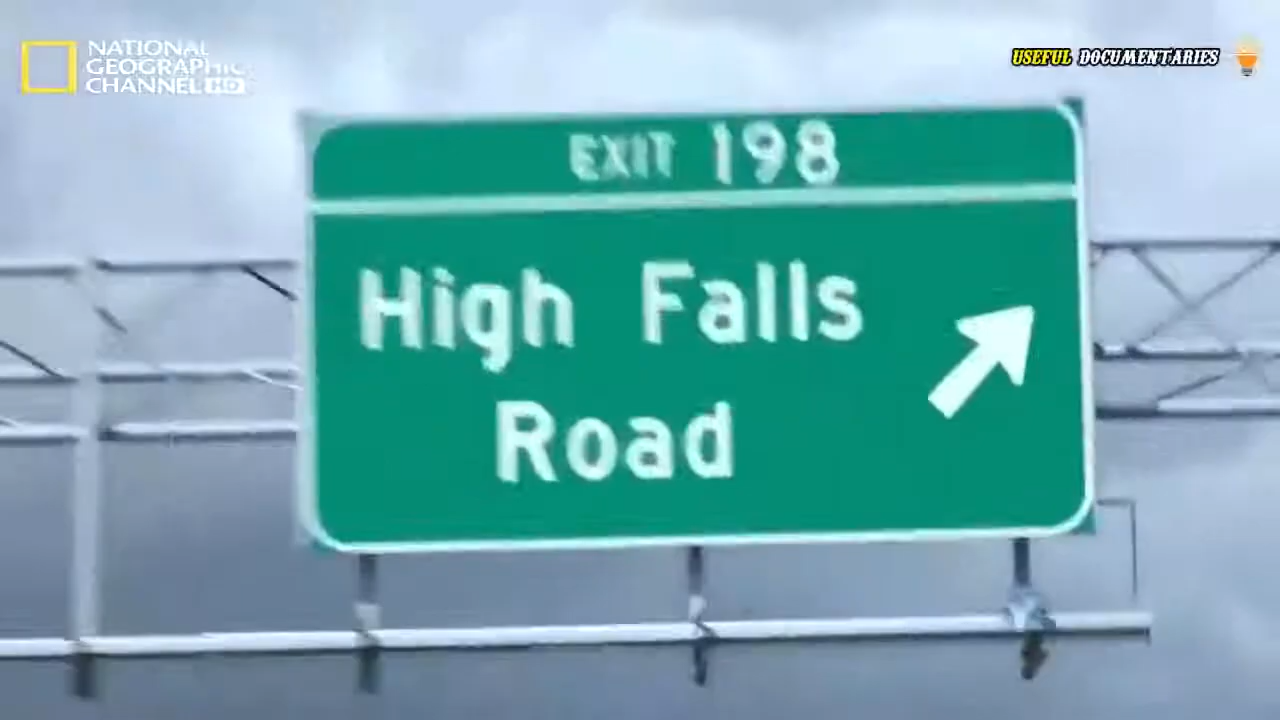 NATIONAL
GEOGRAPHIC
CHANNEL HD
USEFUL DOCUMENTARIES
EXIT 198
High Falls
Road